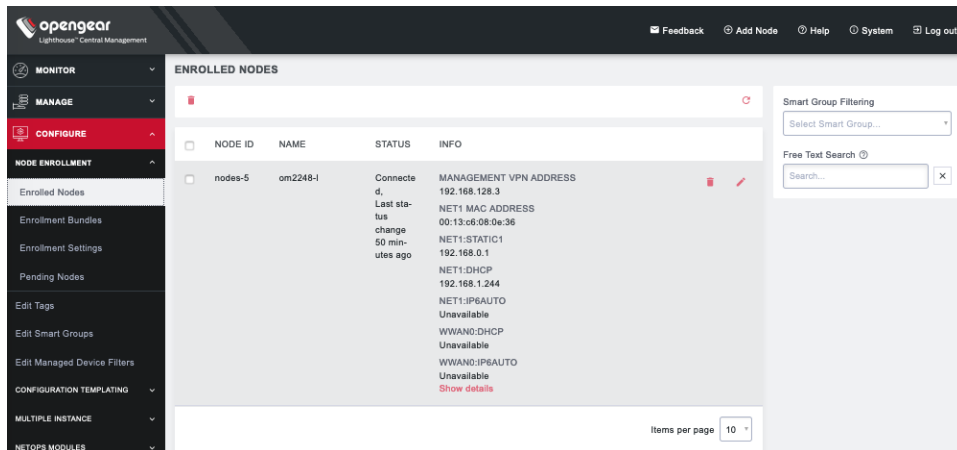 opengear
Lighthouse™ Central Management
Feedback
Add Node
Help
System
Log out
MONITOR
MANAGE
CONFIGURE
NODE ENROLLMENT
Enrolled Nodes
Enrollment Bundles
Enrollment Settings
Pending Nodes
Edit Tags
Edit Smart Groups
Edit Managed Device Filters
CONFIGURATION TEMPLATING
MULTIPLE INSTANCE
NETOPS MODULES
ENROLLED NODES
NODE ID NAME STATUS INFO
nodes-5
om2248-l
Connecte
d,
Last sta-
tus
change
50 min-
utes ago
MANAGEMENT VPN ADDRESS
192.168.128.3
NET1 MAC ADDRESS
00:13:c6:08:0e:36
NET1:STATIC1
192.168.0.1
NET1:DHCP
192.168.1.244
NET1:IP6AUTO
Unavailable
WWAN0:DHCP
Unavailable
WWAN0:IP6AUTO
Unavailable
Show details
Items per page 10
Smart Group Filtering
Select Smart Group...
Free Text Search
Search...